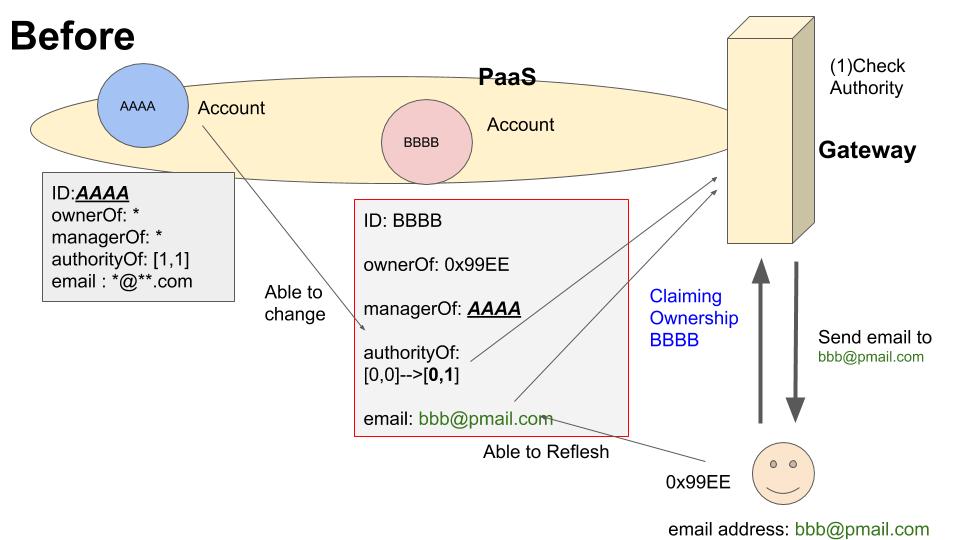 Before
PaaS
AAAA
Account
BBBB
Account
(1)Check
Authority
Gateway
ID:AAAA
ownerOf: *
managerOf: *
authorityOf: [1,1]
email : *@**.com
Able to
change
ID: BBBB
ownerOf: 0x99EE
managerOf: AAAA
authorityOf:
[0,0]-->[0,1]
email: bbb@pmail.com
Able to Reflesh
Claiming
Ownership
BBBB
Send email to
bbb@pmail.com
0x99EE
email address: bbb@pmail.com